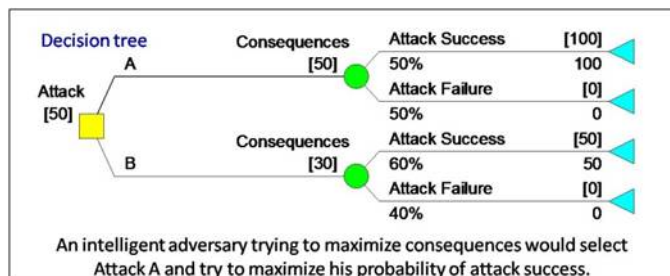 Decision tree
Consequences
[50]
Attack Success
[100]
50%
100
A
Attack Failure
[0]
50%
0
Attack
[50]
Consequences
[30]
Attack Success
[50]
60%
50
B
Attack Failure
[0]
40%
0
An intelligent adversary trying to maximize consequences would select
Attack A and try to maximize his probability of attack success.